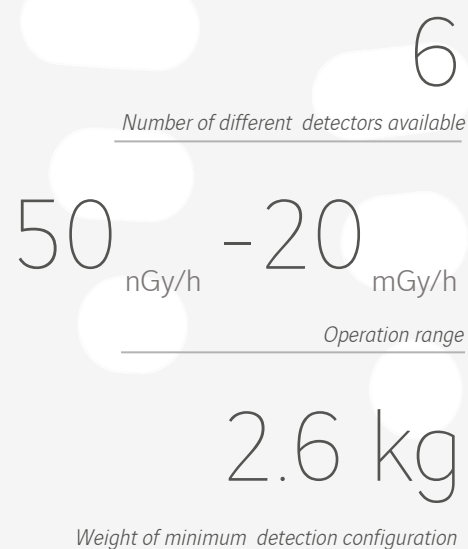 6
Number of different detectors available
50 nGy/h – 20 mGy/h
Operation range
2.6 kg
Weight of minimum detection configuration